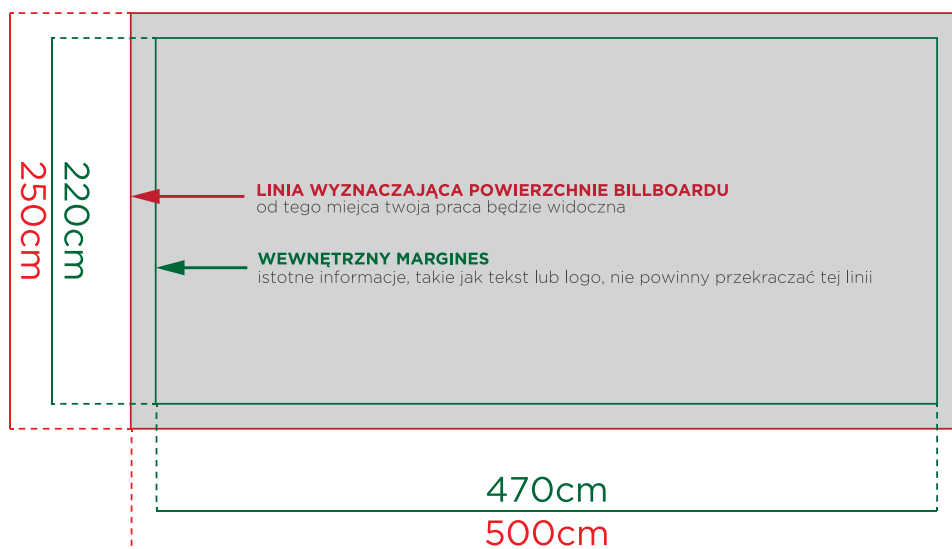 250cm
220cm
LINIA WYZNACZAJĄCA POWIERZCHNIE BILLBOARDU
od tego miejsca twoja praca będzie widoczna
WEWNĘTRZNY MARGINES
istotne informacje, takie jak tekst lub logo, nie powinny przekraczać tej linii
470cm
500cm